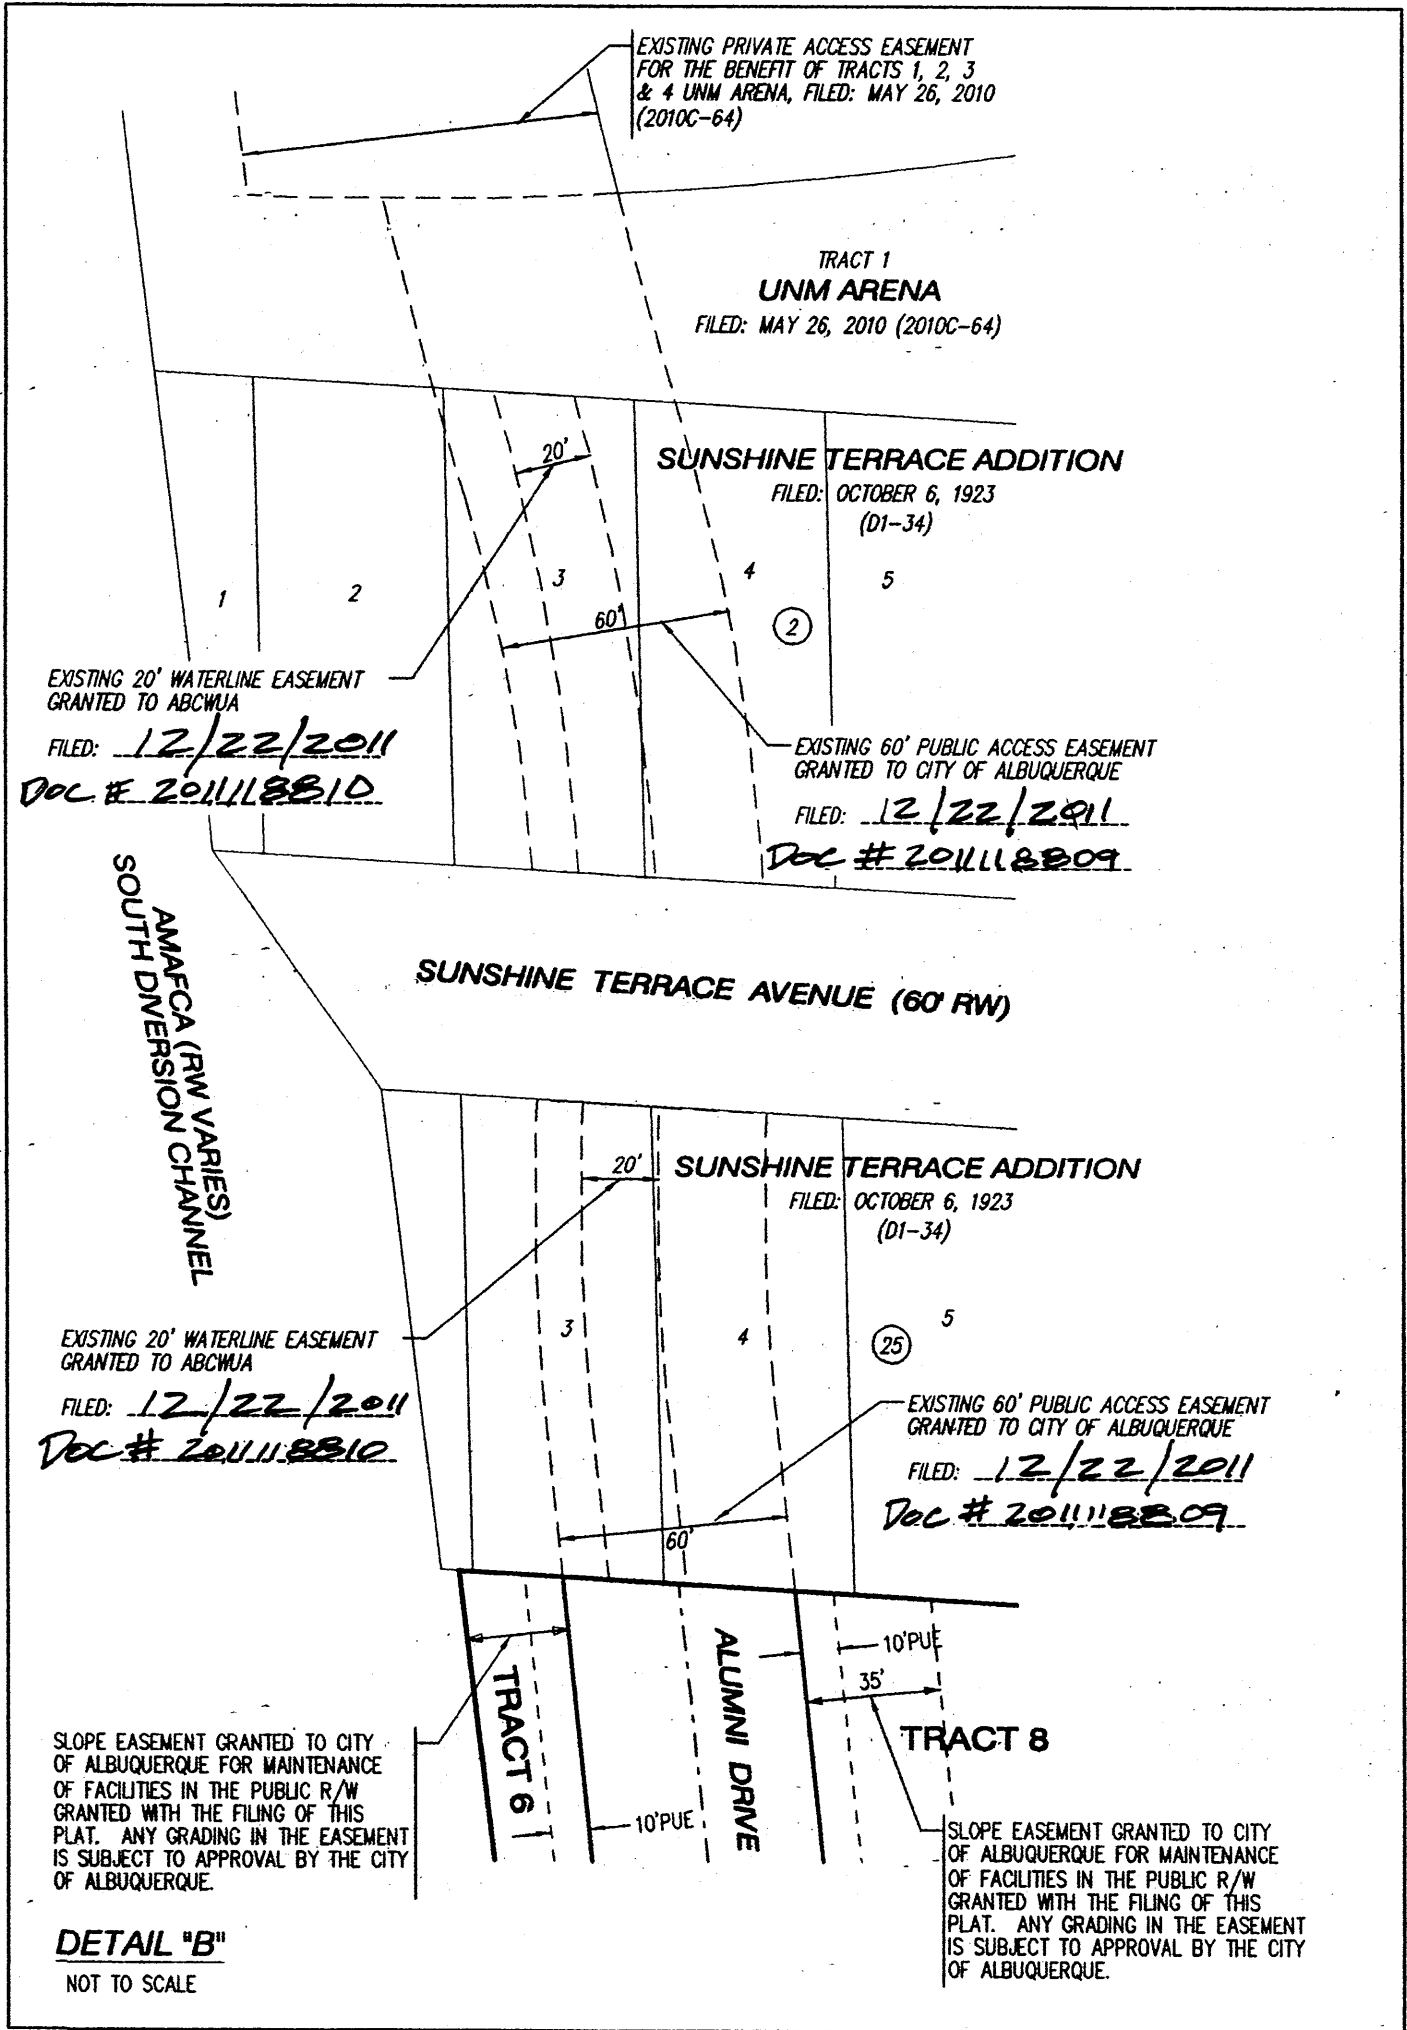 EXISTING PRIVATE ACCESS EASEMENT
FOR THE BENEFIT OF TRACTS 1, 2, 3
& 4 UNM ARENA, FILED: MAY 26, 2010
(2010C-64)
TRACT 1
UNM ARENA
FILED: MAY 26, 2010 (2010C-64)
20'
SUNSHINE TERRACE ADDITION
FILED: OCTOBER 6, 1923
(D1-34)
1
2
3
4
5
60'
2
EXISTING 20' WATERLINE EASEMENT
GRANTED TO ABCWUA
FILED: 12/22/2011
DOC # 2011118810
EXISTING 60' PUBLIC ACCESS EASEMENT
GRANTED TO CITY OF ALBUQUERQUE
FILED: 12/22/2011
DOC # 2011118809
AMAFCA (RW VARIES)
SOUTH DIVERSION CHANNEL
SUNSHINE TERRACE AVENUE (60' RW)
20'
SUNSHINE TERRACE ADDITION
FILED: OCTOBER 6, 1923
(D1-34)
3
4
5
25
EXISTING 20' WATERLINE EASEMENT
GRANTED TO ABCWUA
FILED: 12/22/2011
DOC # 2011118810
EXISTING 60' PUBLIC ACCESS EASEMENT
GRANTED TO CITY OF ALBUQUERQUE
FILED: 12/22/2011
DOC # 2011118809
60'
10'PUE
35'
TRACT 6
ALUMNI DRIVE
TRACT 8
10'PUE
SLOPE EASEMENT GRANTED TO CITY
OF ALBUQUERQUE FOR MAINTENANCE
OF FACILITIES IN THE PUBLIC R/W
GRANTED WITH THE FILING OF THIS
PLAT. ANY GRADING IN THE EASEMENT
IS SUBJECT TO APPROVAL BY THE CITY
OF ALBUQUERQUE.
SLOPE EASEMENT GRANTED TO CITY
OF ALBUQUERQUE FOR MAINTENANCE
OF FACILITIES IN THE PUBLIC R/W
GRANTED WITH THE FILING OF THIS
PLAT. ANY GRADING IN THE EASEMENT
IS SUBJECT TO APPROVAL BY THE CITY
OF ALBUQUERQUE.
DETAIL "B"
NOT TO SCALE